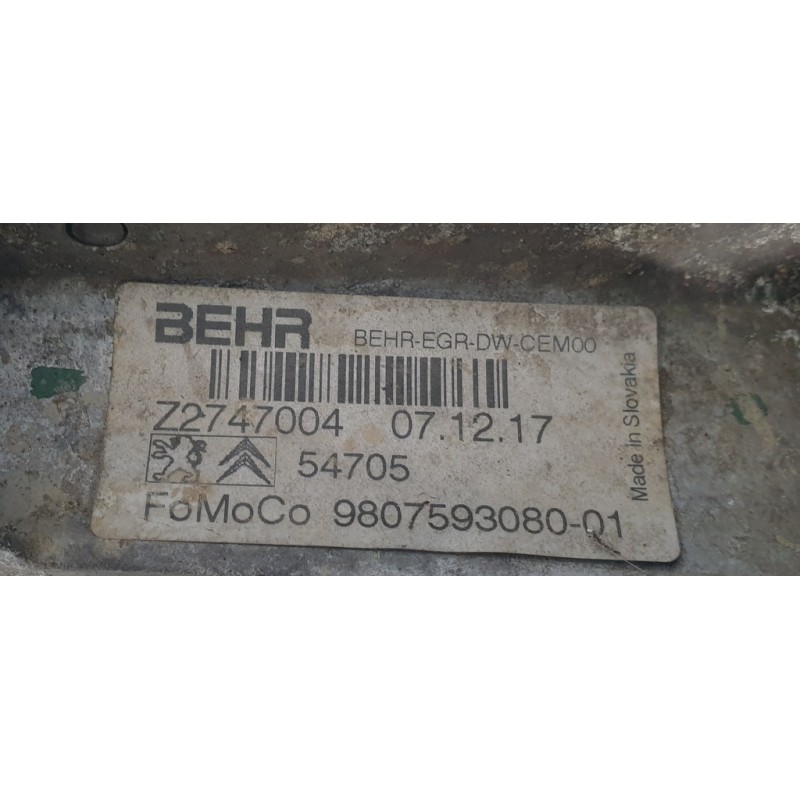 BEHR BEHR-EGR-DW-CEM00
Z2747004 07.12.17
54705
FoMoCo 9807593080-01
Made in Slovakia